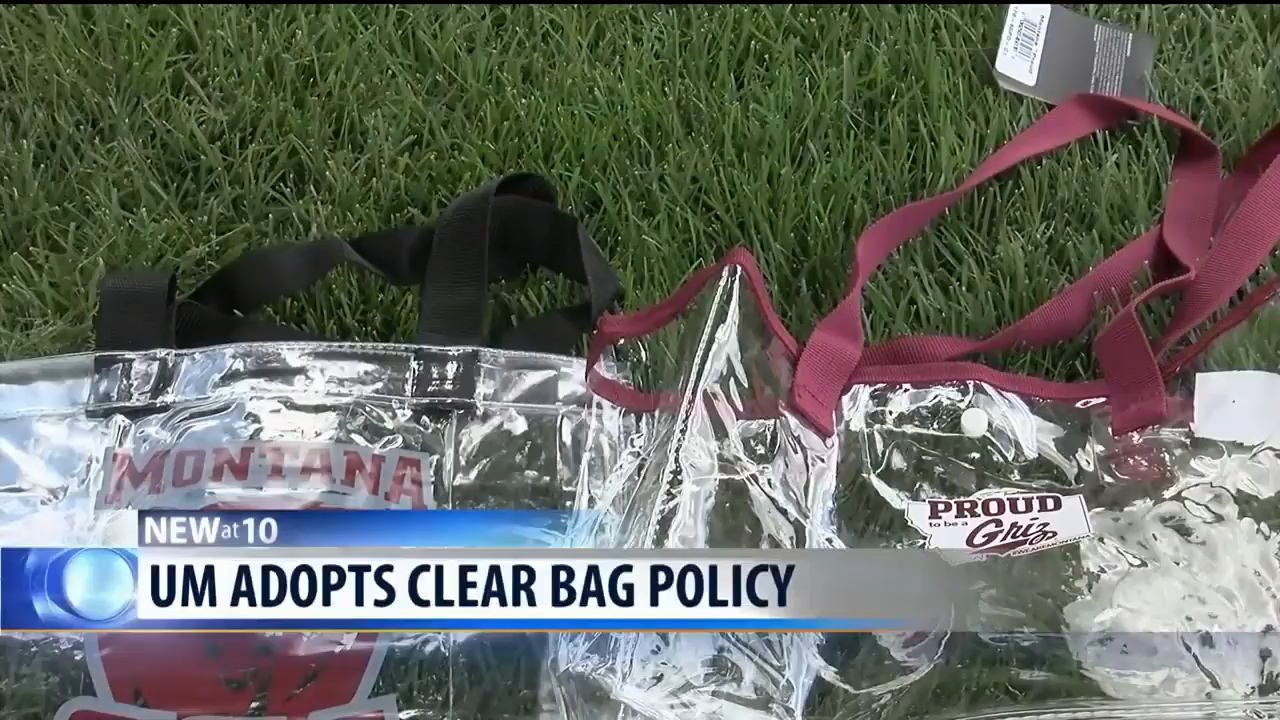 MONTANA
PROUD
to be a
Griz
NEW at 10
UM ADOPTS CLEAR BAG POLICY